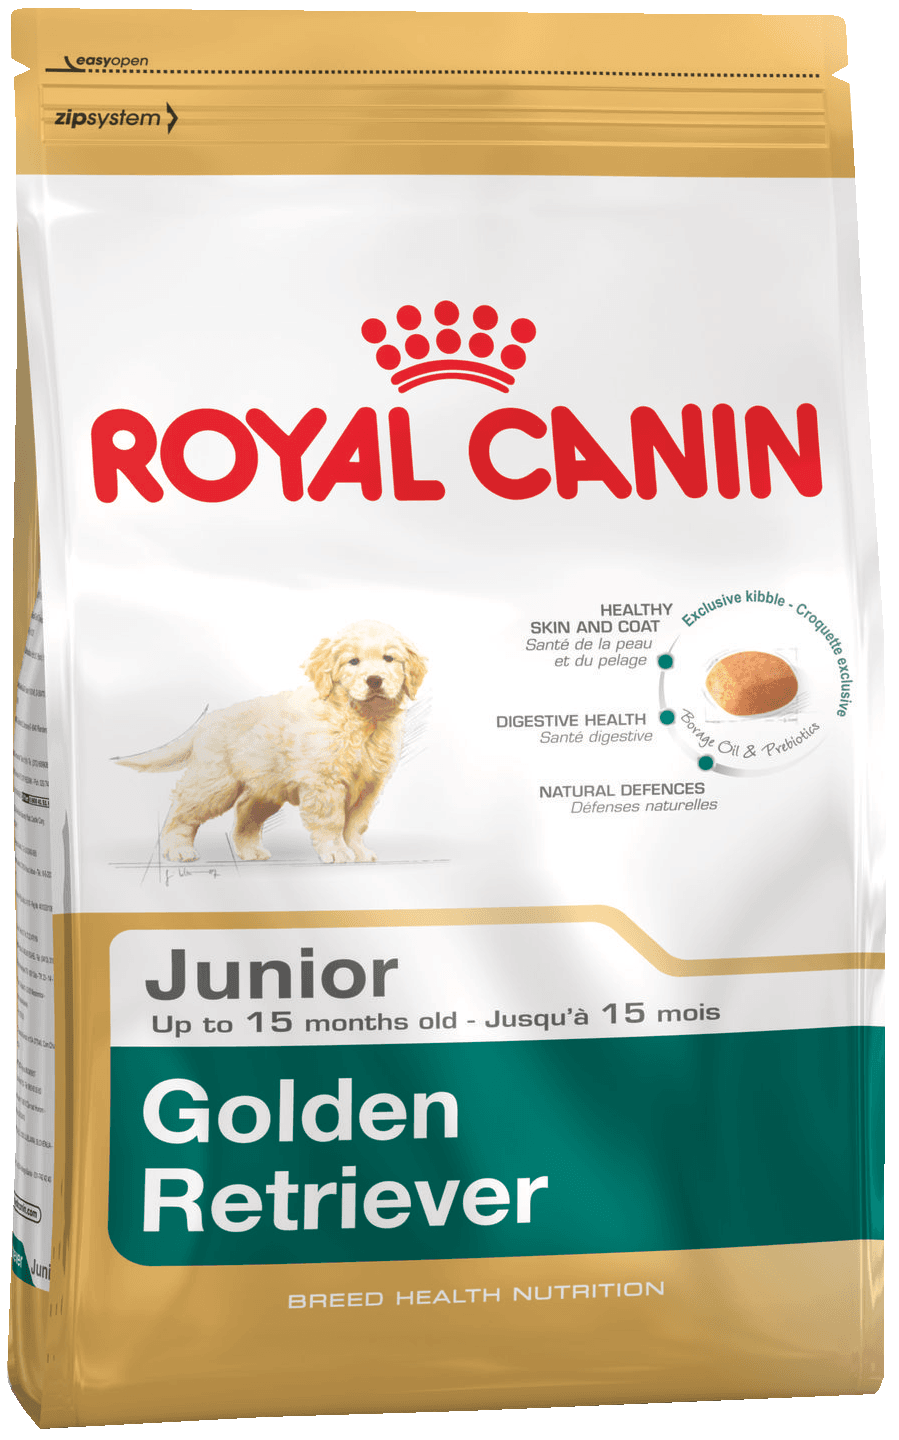 easyopen
zipsystem
ROYAL CANIN
HEALTHY
SKIN AND COAT
Santé de la peau
et du pelage
DIGESTIVE HEALTH
Santé digestive
NATURAL DEFENCES
Défenses naturelles
Exclusive kibble - Croquette exclusive
Borage Oil & Prebiotics
Junior
Up to 15 months old - Jusqu'à 15 mois
Golden
Retriever
BREED HEALTH NUTRITION
Juni